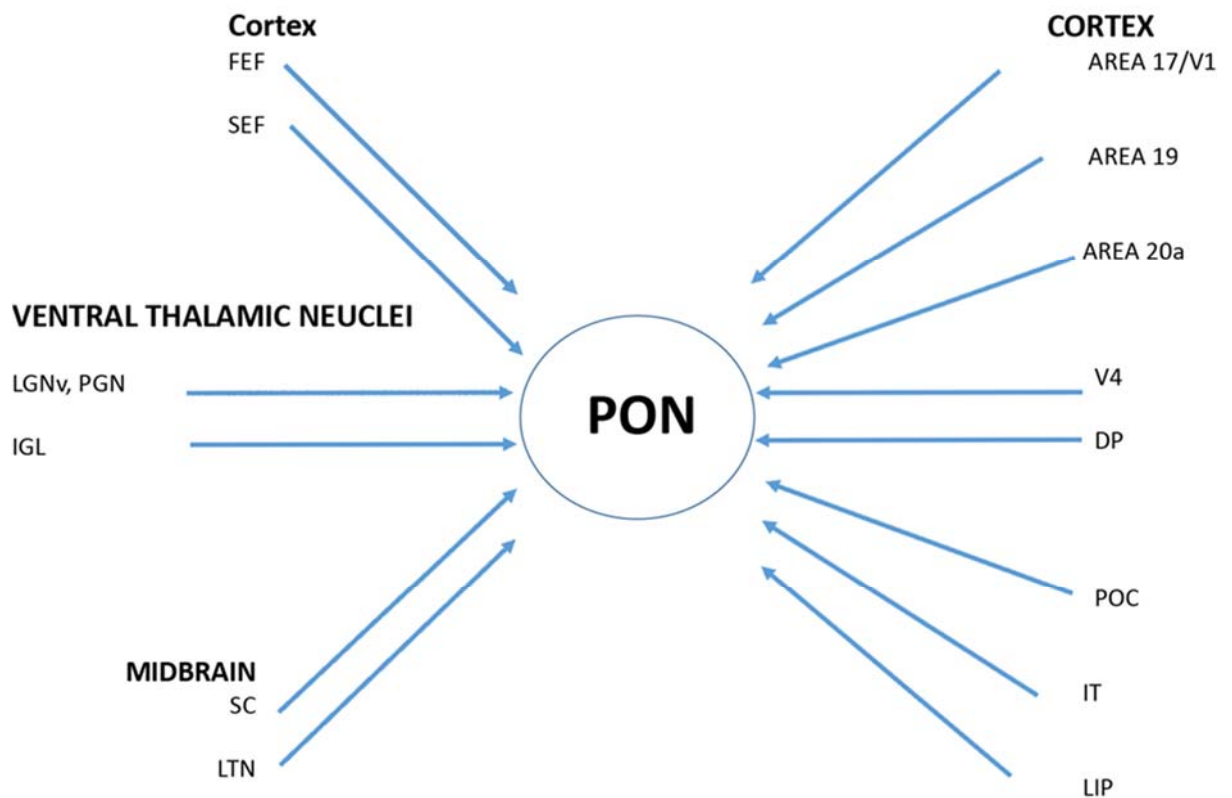 Cortex
FEF
SEF
VENTRAL THALAMIC NEUCLEI
LGNv, PGN
IGL
MIDBRAIN
SC
LTN
PON
CORTEX
AREA 17/V1
AREA 19
AREA 20a
V4
DP
POC
IT
LIP